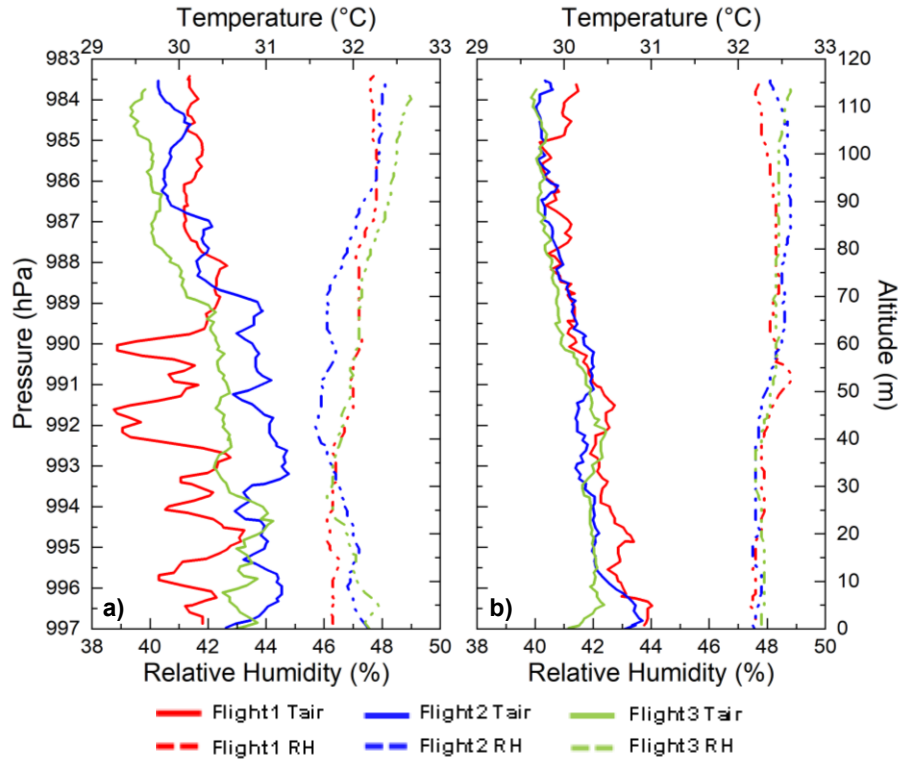 Temperature (°C) Temperature (°C)
29 30 31 32 33 29 30 31 32 33
983 120
984 110
985 100
986 90
987 80
988 70
989 60
990 50
991 40
992 30
993 20
994 10
995 0
996
997
Pressure (hPa)
Altitude (m)
a) b)
38 40 42 44 46 48 38 40 42 44 46 48 50
Relative Humidity (%) Relative Humidity (%)
Flight1 Tair Flight2 Tair Flight3 Tair
Flight1 RH Flight2 RH Flight3 RH